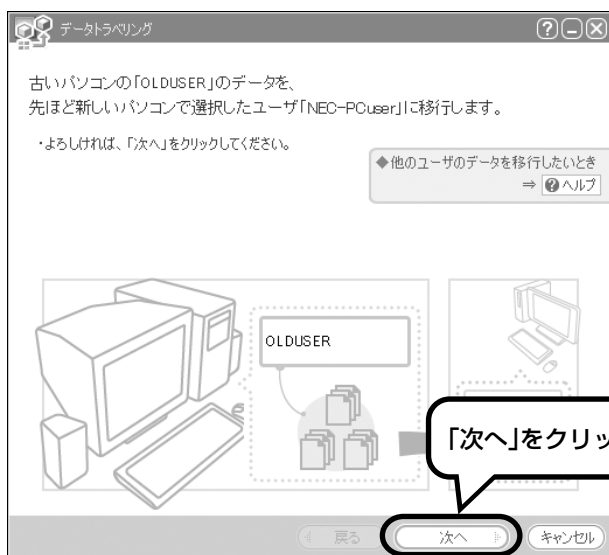 データトラベリング
古いパソコンの「OLDUSER」のデータを、
先ほど新しいパソコンで選択したユーザ「NEC-PCuser」に移行します。
・よろしければ、「次へ」をクリックしてください。
◆他のユーザのデータを移行したいとき
⇒ ?ヘルプ
OLDUSER
「次へ」をクリッ
戻る
次へ
キャンセル